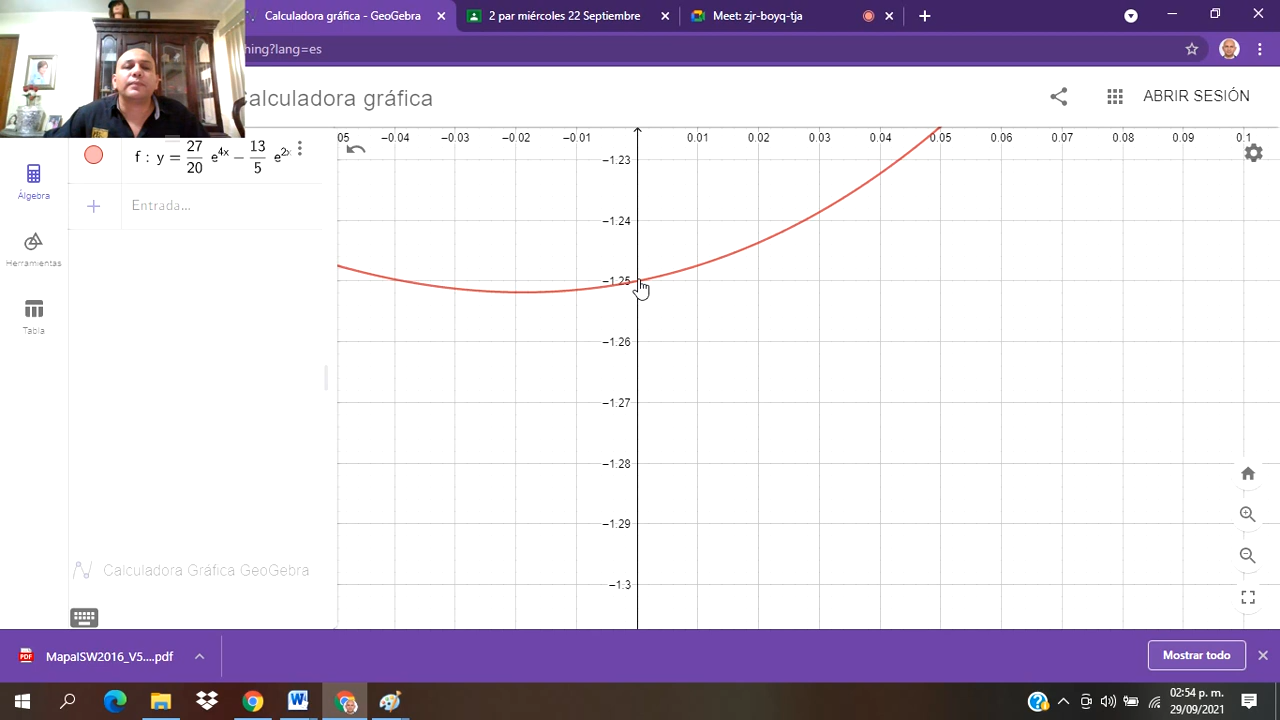 Calculadora gráfica - GeoGebra
2 par miercoles Septiembre
Meet: zjr-boyq-tja
hing?lang=es
Calculadora gráfica
ABRIR SESIÓN
f : y = 27/20 e^4x − 13/5 e^2x
Entrada...
Álgebra
Herramientas
Tabla
05 −0.04 −0.03 −0.02 −0.01 0.01 0.02 0.03 0.04 0.05 0.06 0.07 0.08 0.09 0.1
−1.23
−1.24
−1.25
−1.26
−1.27
−1.28
−1.29
−1.3
Calculadora Gráfica GeoGebra
PDF
MapaISW2016_V5....pdf
Mostrar todo
02:54 p. m.
29/09/2021